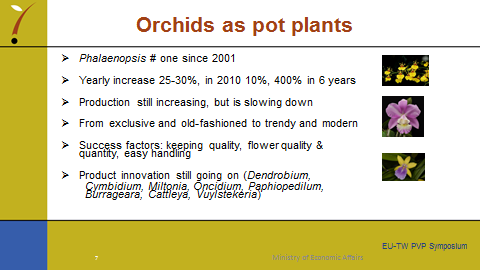 Orchids as pot plants
Phalaenopsis # one since 2001
Yearly increase 25-30%, in 2010 10%, 400% in 6 years
Production still increasing, but is slowing down
From exclusive and old-fashioned to trendy and modern
Success factors: keeping quality, flower quality &
quantity, easy handling
Product innovation still going on (Dendrobium,
Cymbidium, Miltonia, Oncidium, Paphiopedilum,
Burrageara, Cattleya, Vuylstekeria)
EU-TW PVP Symposium
7
Ministry of Economic Affairs